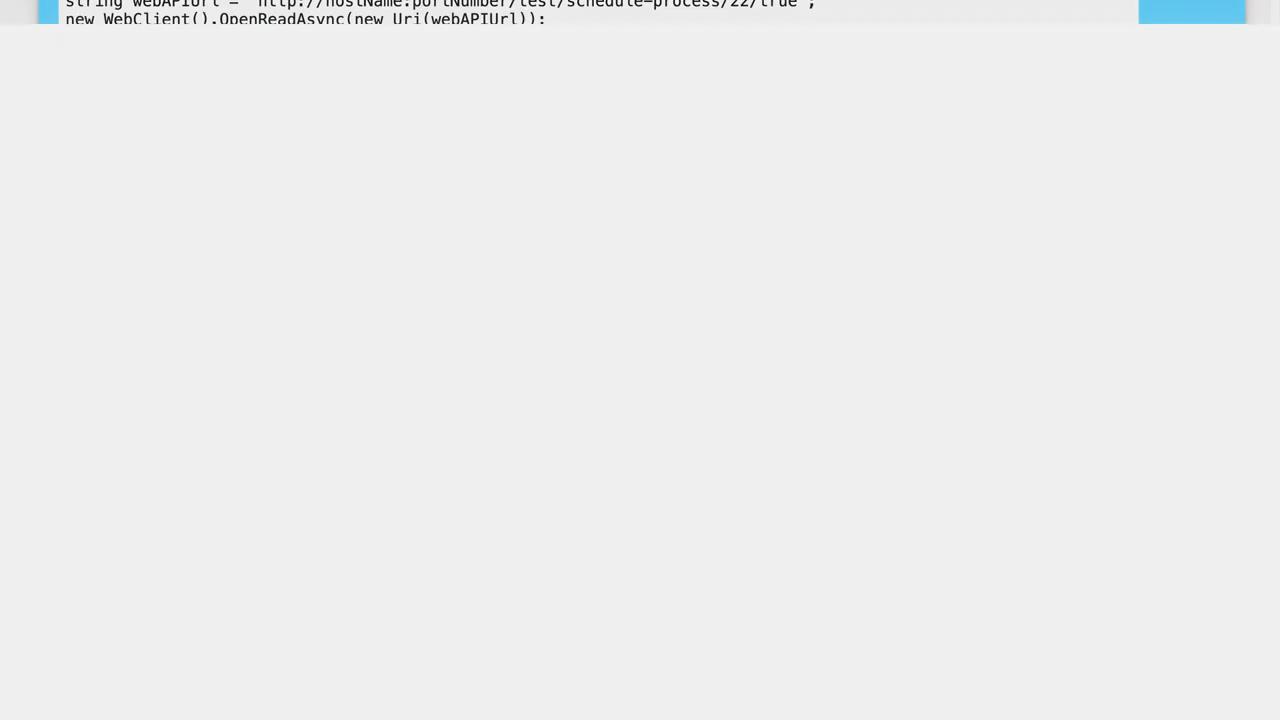 string webAPIUrl = "http://hostName:portNumber/test/schedule-process/22/true";
new WebClient().OpenReadAsync(new Uri(webAPIUrl));